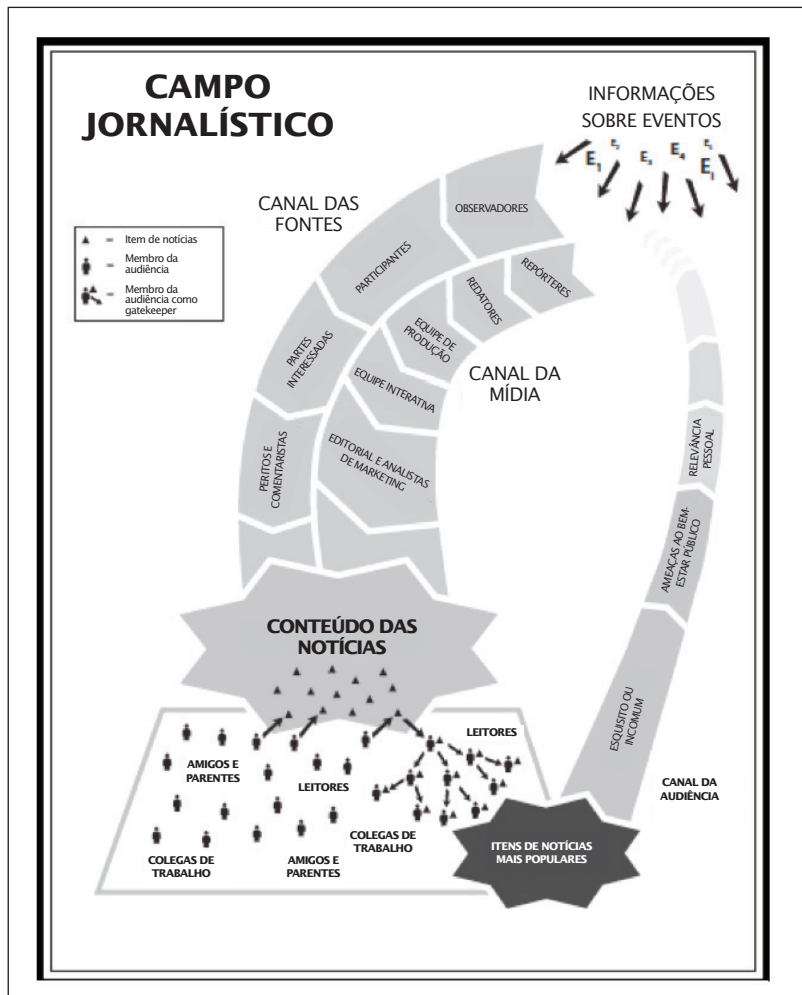 CAMPO
JORNALÍSTICO
INFORMAÇÕES
SOBRE EVENTOS
E₁
E₄
CANAL DAS
FONTES
OBSERVADORES
PARTICIPANTES
PARTES
INTERESSADAS
PERITOS E
COMENTARISTAS
– Item de notícias
– Membro da
audiência
– Membro da
audiência como
gatekeeper
REPÓRTERES
REDATORES
EQUIPE DE
PRODUÇÃO
EQUIPE INTERATIVA
EDITORIAL E ANALISTAS
DE MARKETING
CANAL DA
MÍDIA
RELEVÂNCIA
PESSOAL
AMEAÇAS AO BEM-
ESTAR PÚBLICO
ESQUISITO OU
INCOMUM
CANAL DA
AUDIÊNCIA
CONTEÚDO DAS
NOTÍCIAS
LEITORES
AMIGOS E
PARENTES
LEITORES
COLEGAS DE
TRABALHO
COLEGAS DE
TRABALHO
AMIGOS E
PARENTES
ITENS DE NOTÍCIAS
MAIS POPULARES